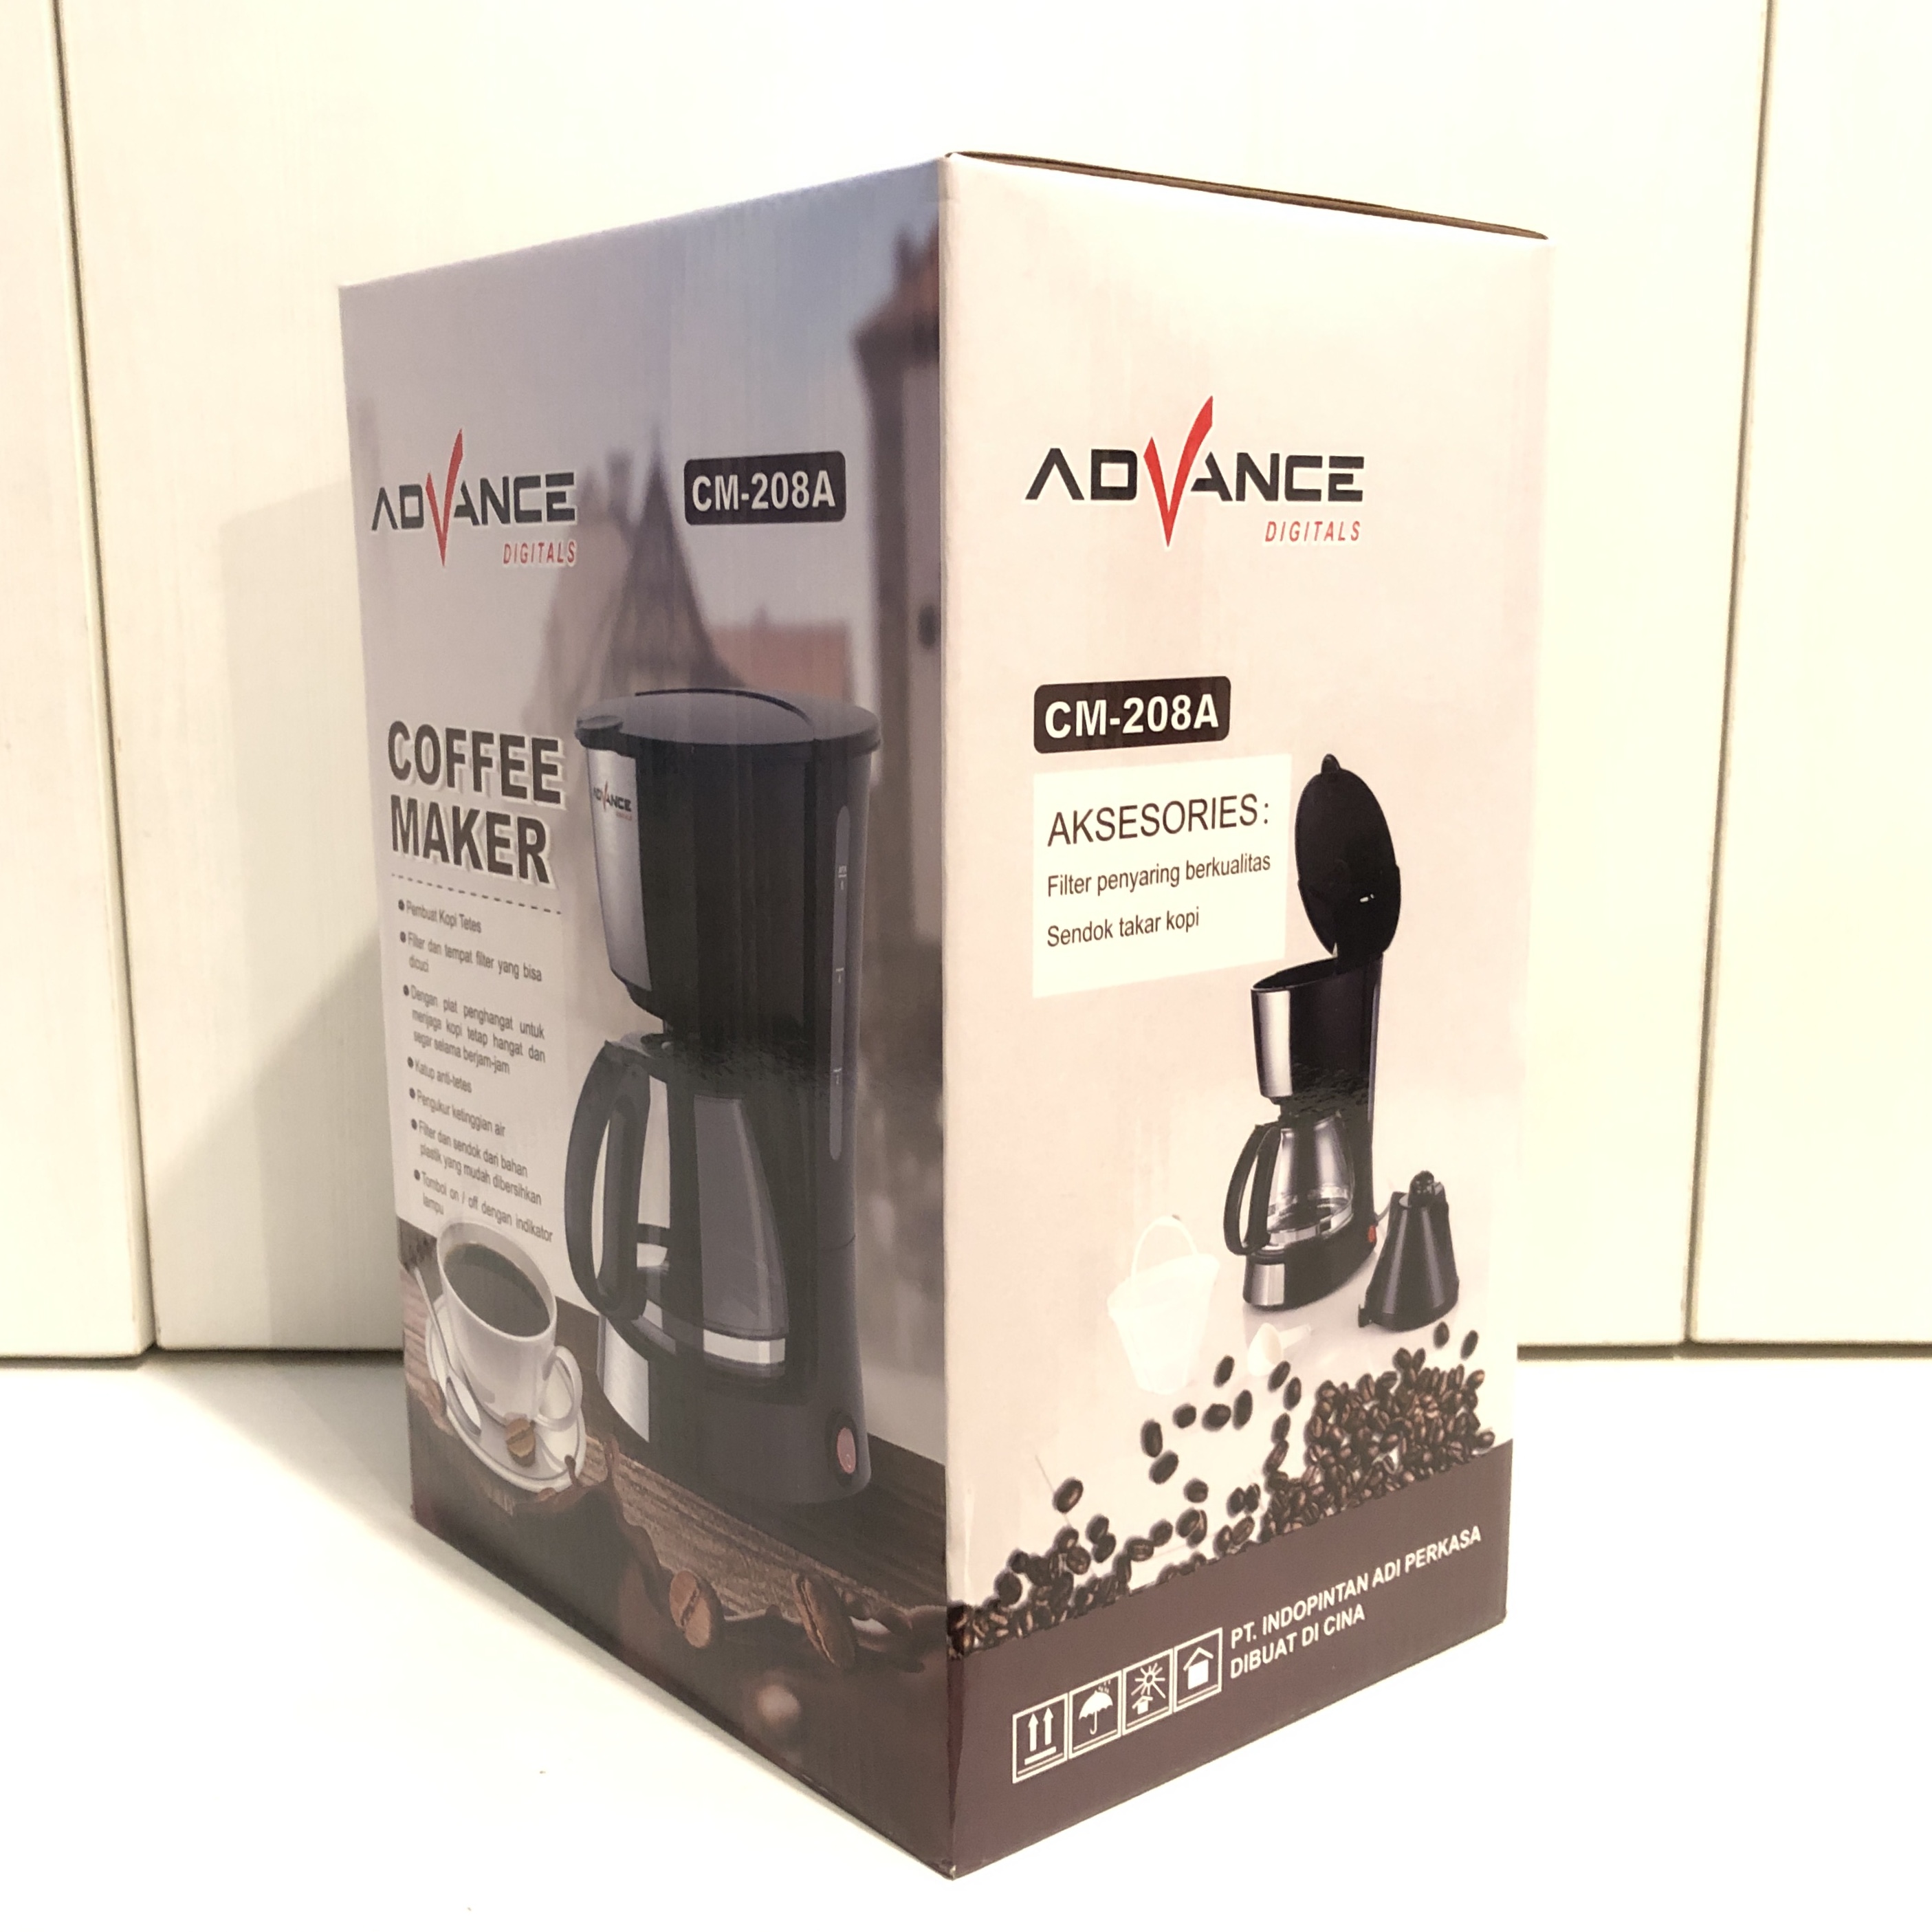 ADVANCE
DIGITALS
CM-208A
COFFEE
MAKER
Pembuat Kopi Tetes
Filter dan tempat filter yang bisa
dicuci
Dengan plat penghangat untuk
menjaga kopi tetap hangat dan
segar selama berjam-jam
Katup anti-tetes
Pengukur ketinggian air
Filter dan sendok dari bahan
plastik yang mudah dibersihkan
Tombol on / off dengan indikator
lampu
ADVANCE
ADVANCE
DIGITALS
CM-208A
AKSESORIES:
Filter penyaring berkualitas
Sendok takar kopi
PT. INDOPINTAN ADI PERKASA
DIBUAT DI CINA